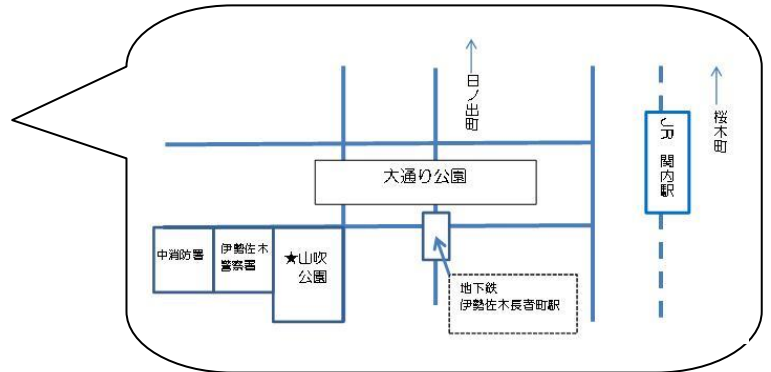 日ノ出町
桜木町
JR 関内駅
大通り公園
中消防署
伊勢佐木
警察署
★山吹
公園
地下鉄
伊勢佐木長者町駅